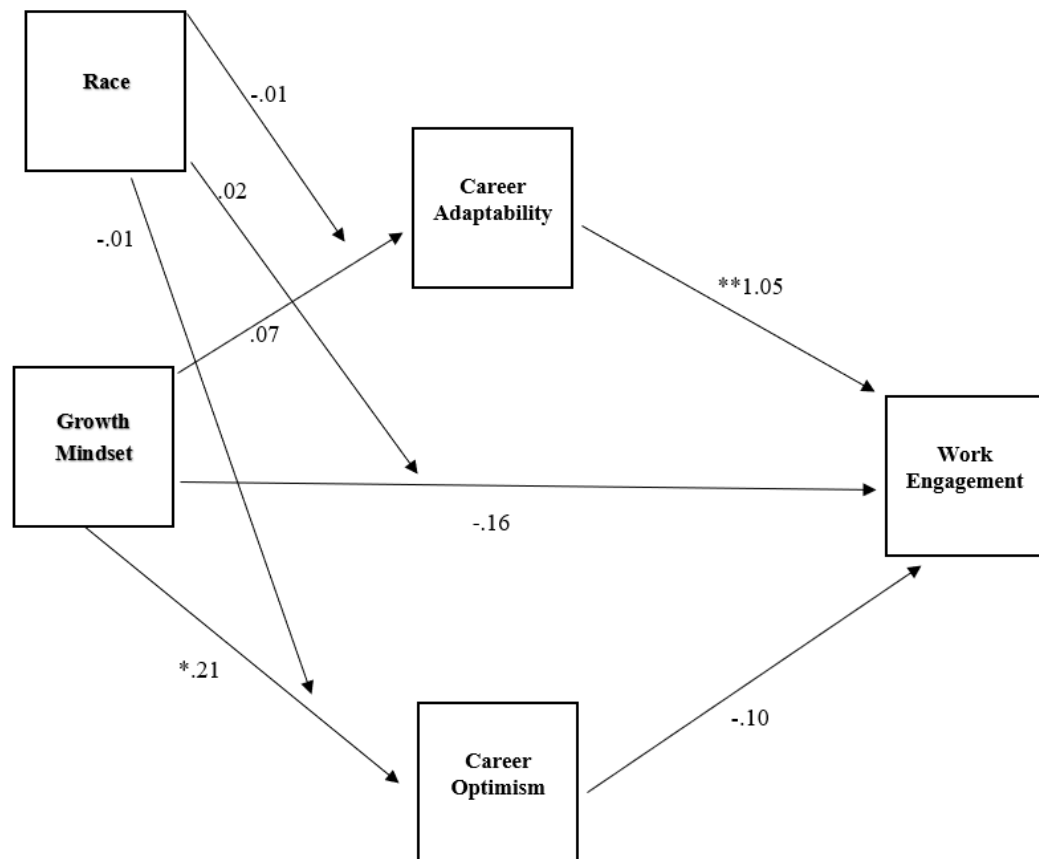 Race
-.01
Career
Adaptability
.02
-.01
**1.05
.07
Growth
Mindset
Work
Engagement
-.16
*.21
-.10
Career
Optimism